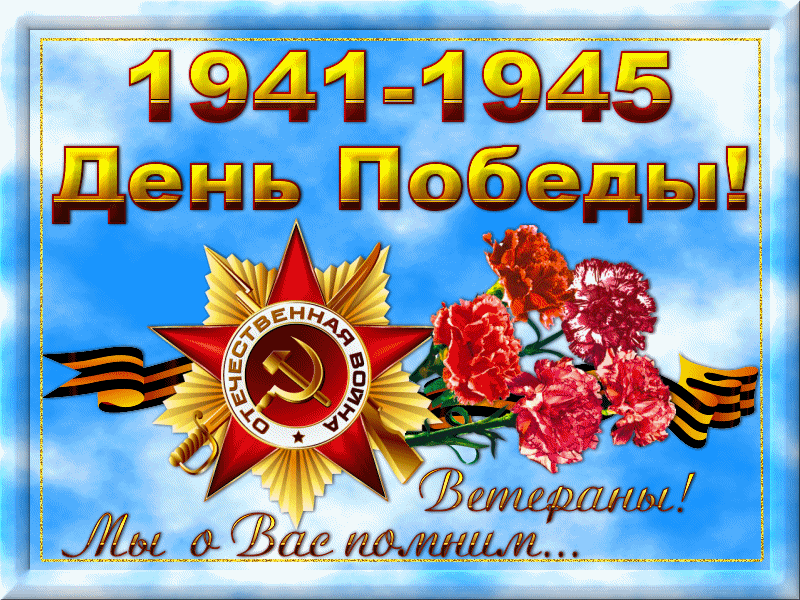 1941-1945
День Победы!
ОТЕЧЕСТВЕННАЯ ВОЙНА
Ветераны!
Мы о Вас помним...